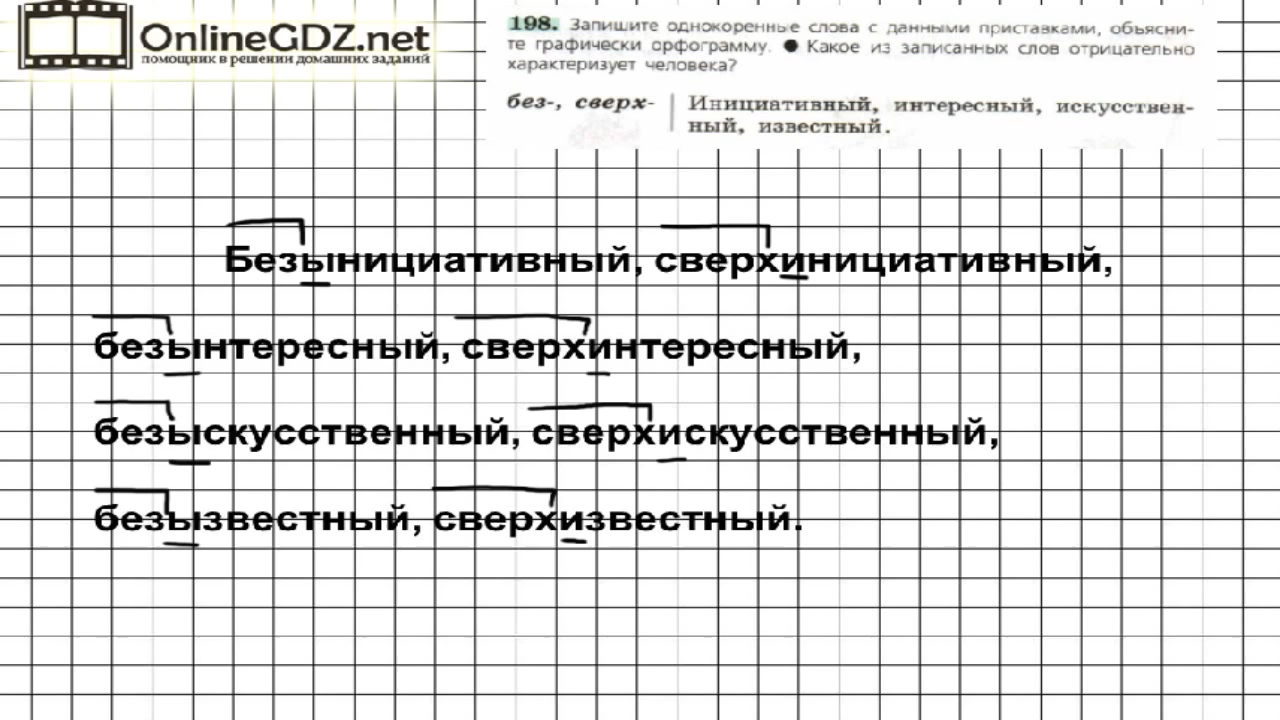 OnlineGDZ.net
помощник в решении домашних заданий
198. Запишите однокоренные слова с данными приставками, объясни-
те графически орфограмму. ● Какое из записанных слов отрицательно
характеризует человека?
без-, сверх- | Инициативный, интересный, искусствен-
ный, известный.
Безынициативный, сверхинициативный,
безынтересный, сверхинтересный,
безыскусственный, сверхискусственный,
безызвестный, сверхизвестный.